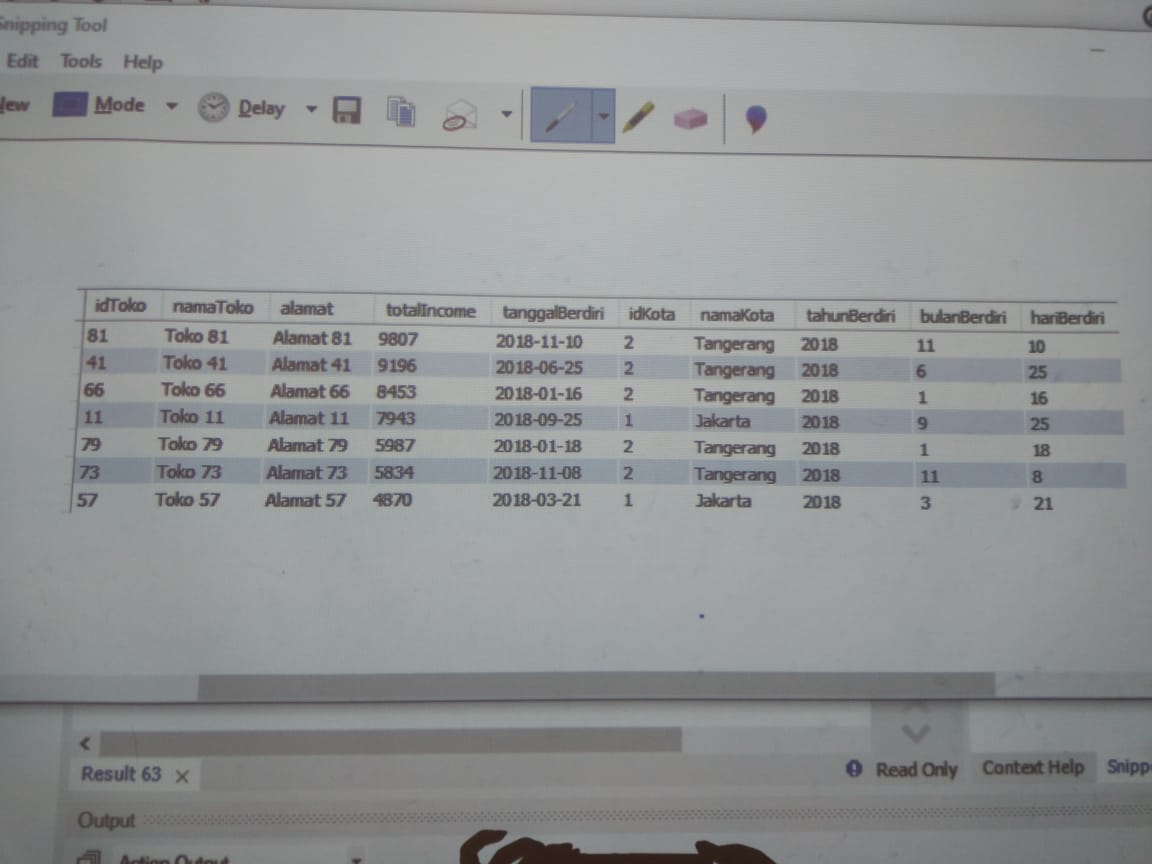 Snipping Tool
Edit Tools Help
New Mode Delay
idToko namaToko alamat totalIncome tanggalBerdiri idKota namaKota tahunBerdiri bulanBerdiri hariBerdiri
81 Toko 81 Alamat 81 9807 2018-11-10 2 Tangerang 2018 11 10
41 Toko 41 Alamat 41 9196 2018-06-25 2 Tangerang 2018 6 25
66 Toko 66 Alamat 66 8453 2018-01-16 2 Tangerang 2018 1 16
11 Toko 11 Alamat 11 7943 2018-09-25 1 Jakarta 2018 9 25
79 Toko 79 Alamat 79 5987 2018-01-18 2 Tangerang 2018 1 18
73 Toko 73 Alamat 73 5834 2018-11-08 2 Tangerang 2018 11 8
57 Toko 57 Alamat 57 4870 2018-03-21 1 Jakarta 2018 3 21
Result 63 Read Only Context Help Snipp
Output
Action Output